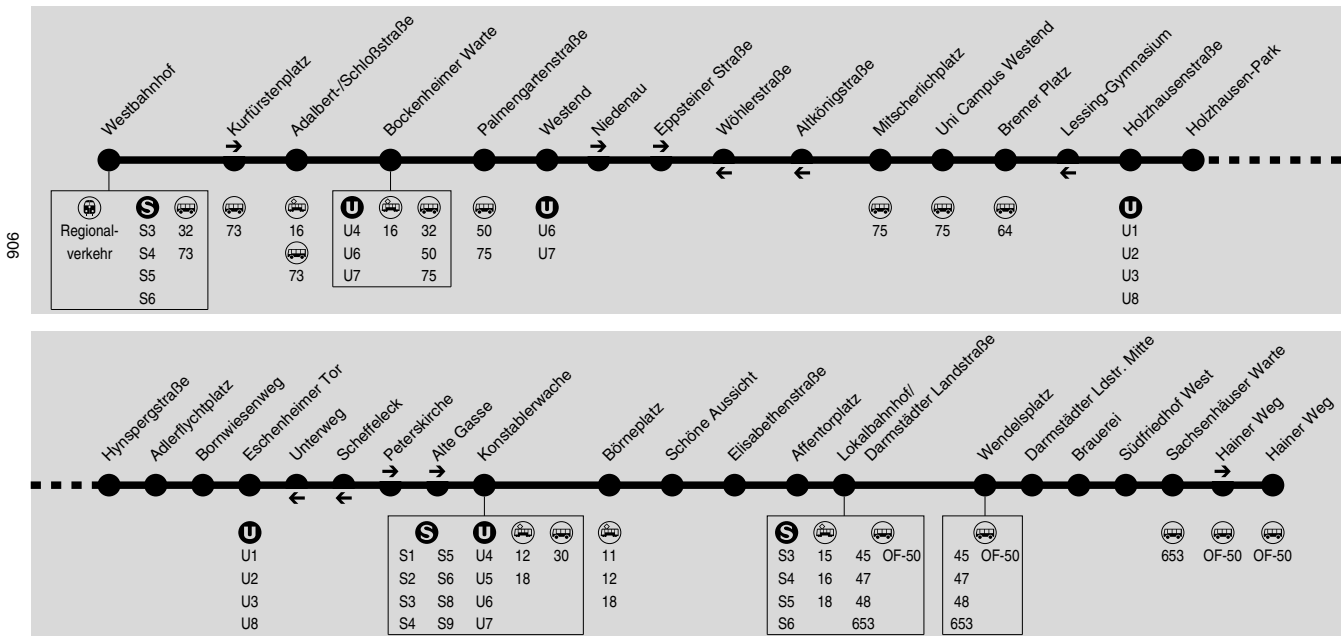 Westbahnhof
Kurfürstenplatz
Adalbert-/Schloßstraße
Bockenheimer Warte
Palmengartenstraße
Westend
Niedenau
Eppsteiner Straße
Wöhlerstraße
Altkönigstraße
Mitscherlichplatz
Uni Campus Westend
Bremer Platz
Lessing-Gymnasium
Holzhausenstraße
Holzhausen-Park
S U U
Regional- S3 32 73 16 U4 16 32 50 U6 75 75 64 U1
verkehr S4 73 U6 50 75 U7 U2
S5 73 U7 75 U3
S6 U8
906
Hynspergstraße
Adlerflychtplatz
Bornwiesenweg
Eschenheimer Tor
Unterweg
Scheffeleck
Peterskirche
Alte Gasse
Konstablerwache
Börneplatz
Schöne Aussicht
Elisabethenstraße
Affentorplatz
Lokalbahnhof/
Darmstädter Landstraße
Wendelsplatz
Darmstädter Ldstr. Mitte
Brauerei
Südfriedhof West
Sachsenhäuser Warte
Hainer Weg
Hainer Weg
U S U S
U1 S1 S5 U4 12 30 11 S3 15 45 OF-50 45 OF-50 653 OF-50 OF-50
U2 S2 S6 U5 18 12 S4 16 47 47
U3 S3 S8 U6 18 S5 18 48 48
U8 S4 S9 U7 S6 653 653